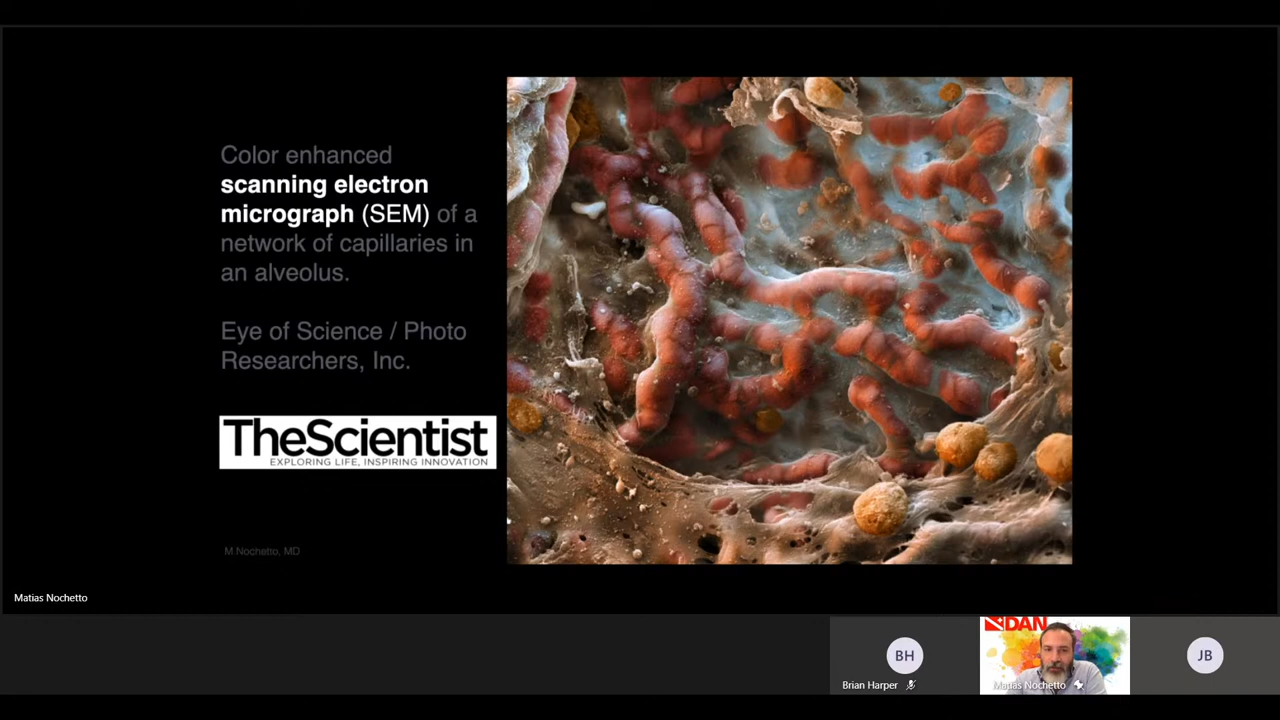 Color enhanced
scanning electron
micrograph (SEM) of a
network of capillaries in
an alveolus.
Eye of Science / Photo
Researchers, Inc.
TheScientist
EXPLORING LIFE, INSPIRING INNOVATION
M Nochetto, MD
Matias Nochetto
DAN
BH
Brian Harper
Matias Nochetto
JB